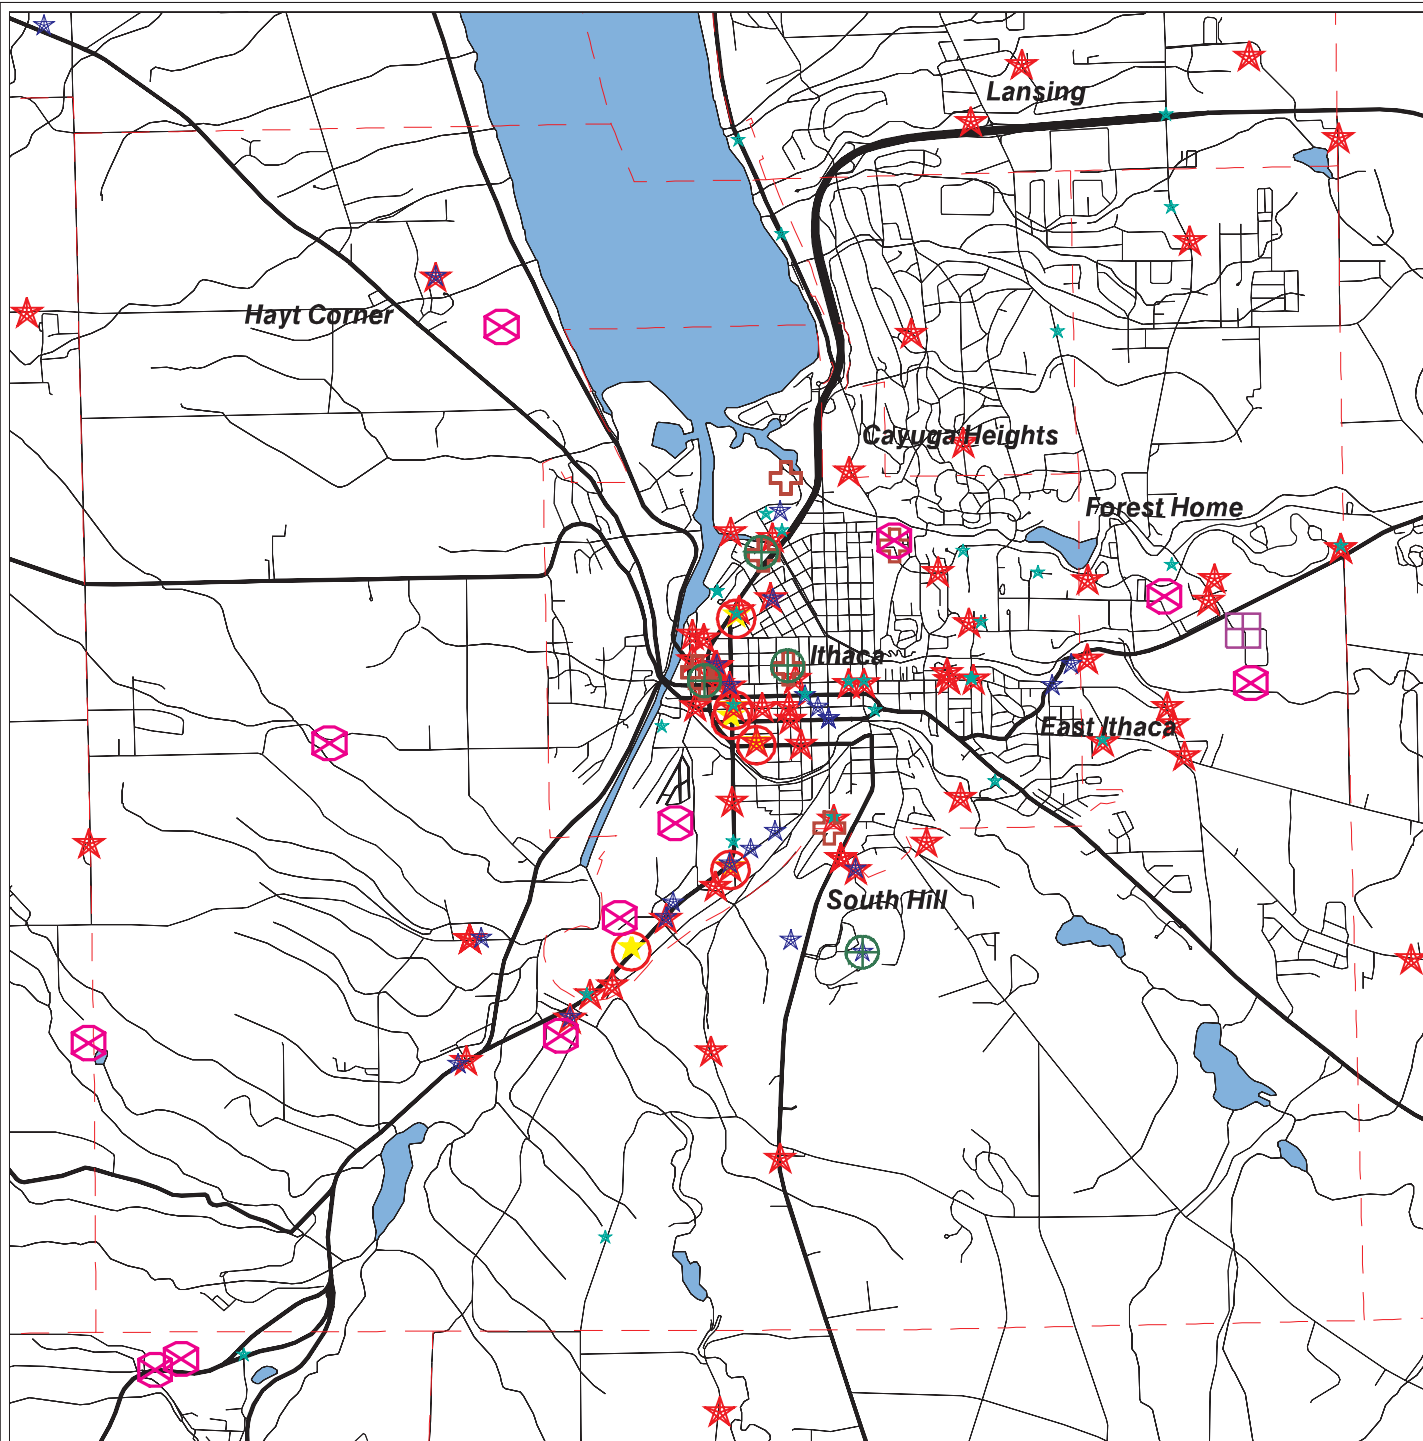 Lansing
Hayt Corner
Cayuga Heights
Forest Home
Ithaca
East Ithaca
South Hill